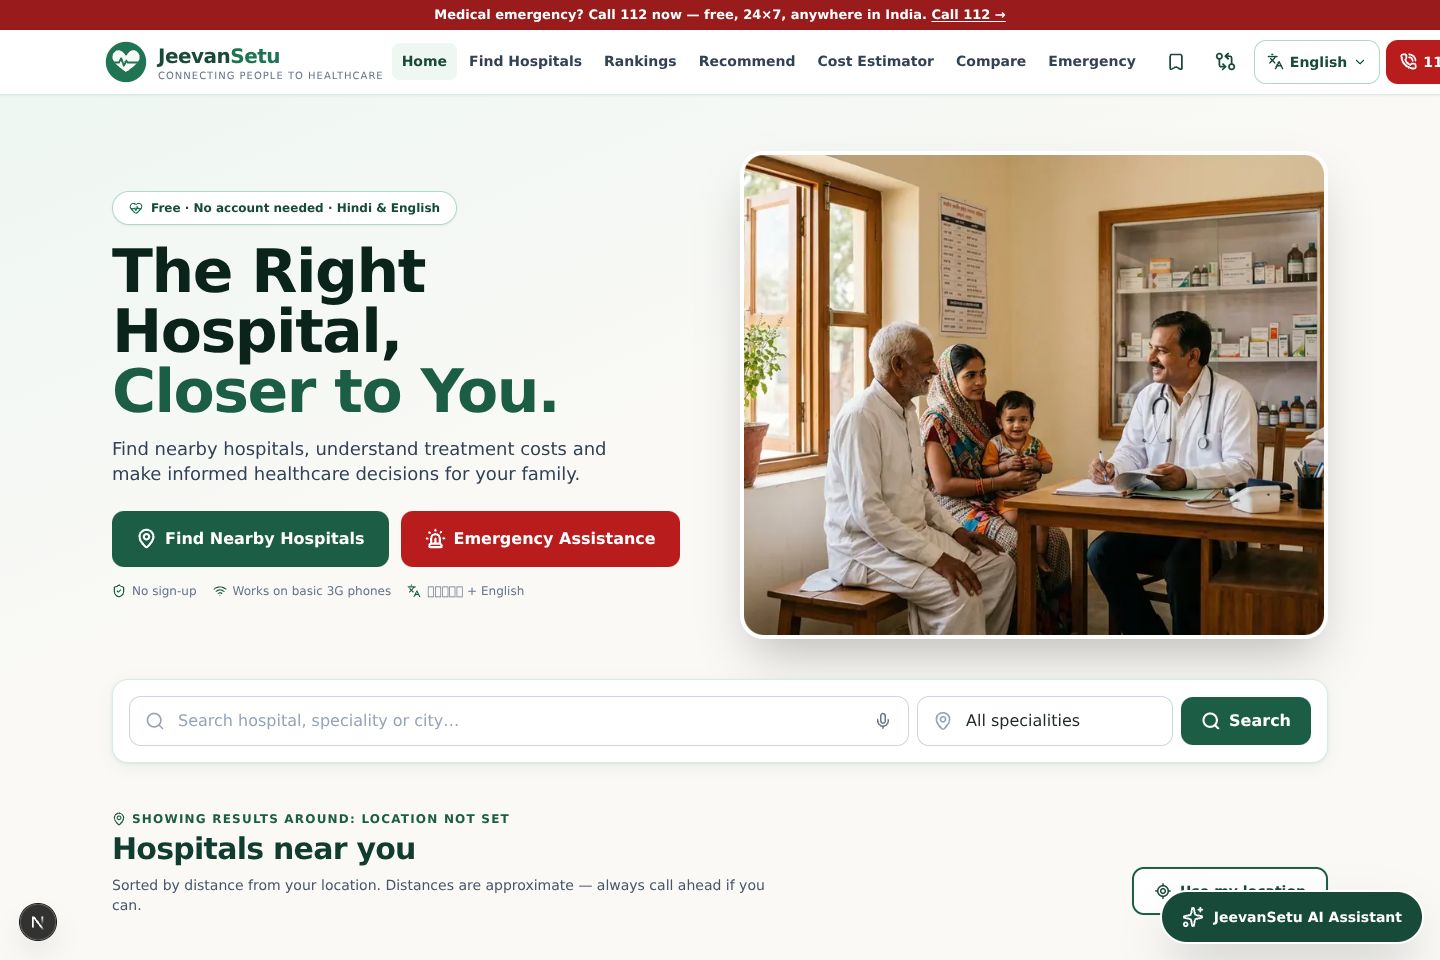 Medical emergency? Call 112 now — free, 24×7, anywhere in India. Call 112 →
JeevanSetu
CONNECTING PEOPLE TO HEALTHCARE
Home Find Hospitals Rankings Recommend Cost Estimator Compare Emergency English
Free · No account needed · Hindi & English
The Right
Hospital,
Closer to You.
Find nearby hospitals, understand treatment costs and
make informed healthcare decisions for your family.
Find Nearby Hospitals Emergency Assistance
No sign-up Works on basic 3G phones + English
Search hospital, speciality or city… All specialities Search
SHOWING RESULTS AROUND: LOCATION NOT SET
Hospitals near you
Sorted by distance from your location. Distances are approximate — always call ahead if you
can.
Use my location
N JeevanSetu AI Assistant